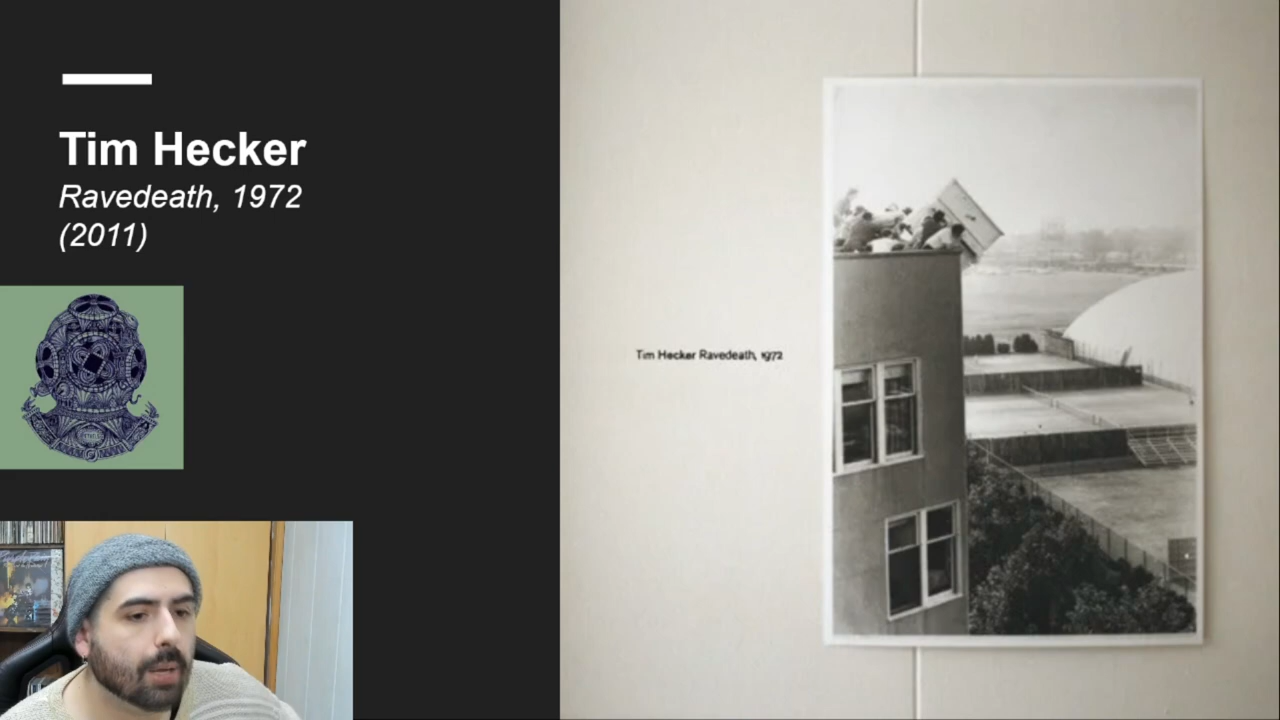 Tim Hecker
Ravedeath, 1972
(2011)
Tim Hecker Ravedeath, 1972